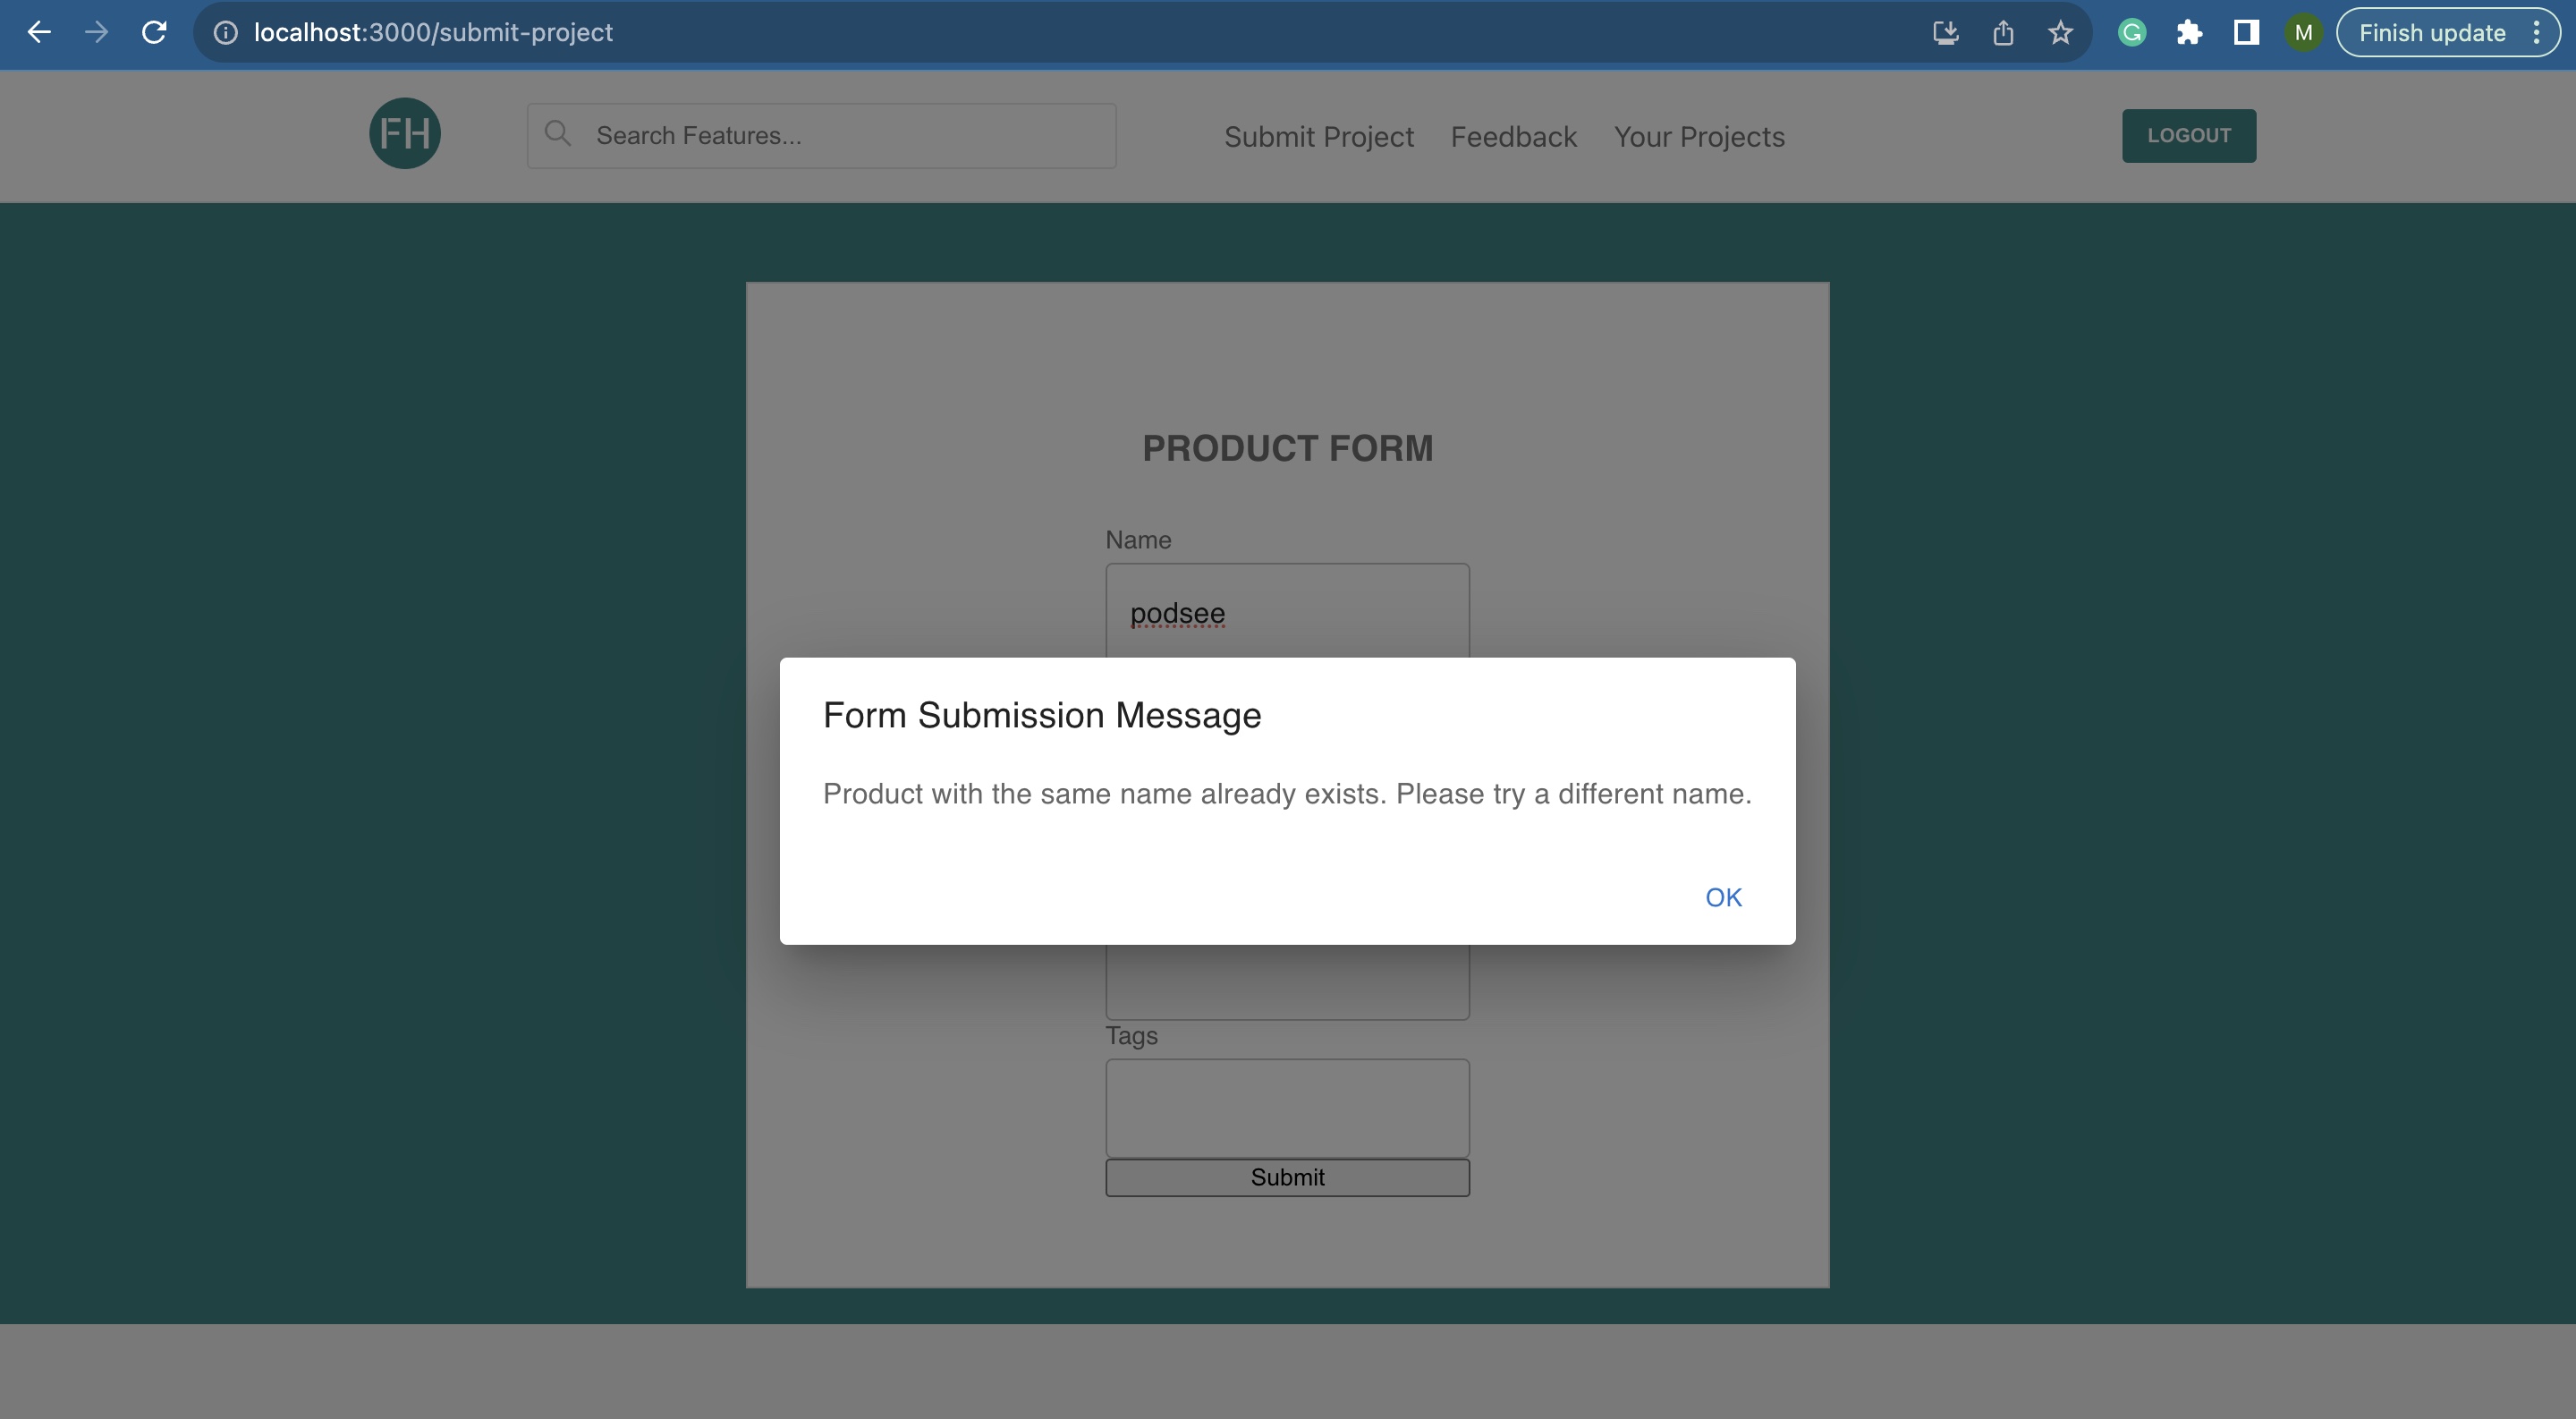 localhost:3000/submit-project
M
Finish update
FH
Search Features...
Submit Project
Feedback
Your Projects
LOGOUT
PRODUCT FORM
Name
podsee
Form Submission Message
Product with the same name already exists. Please try a different name.
OK
Tags
Submit